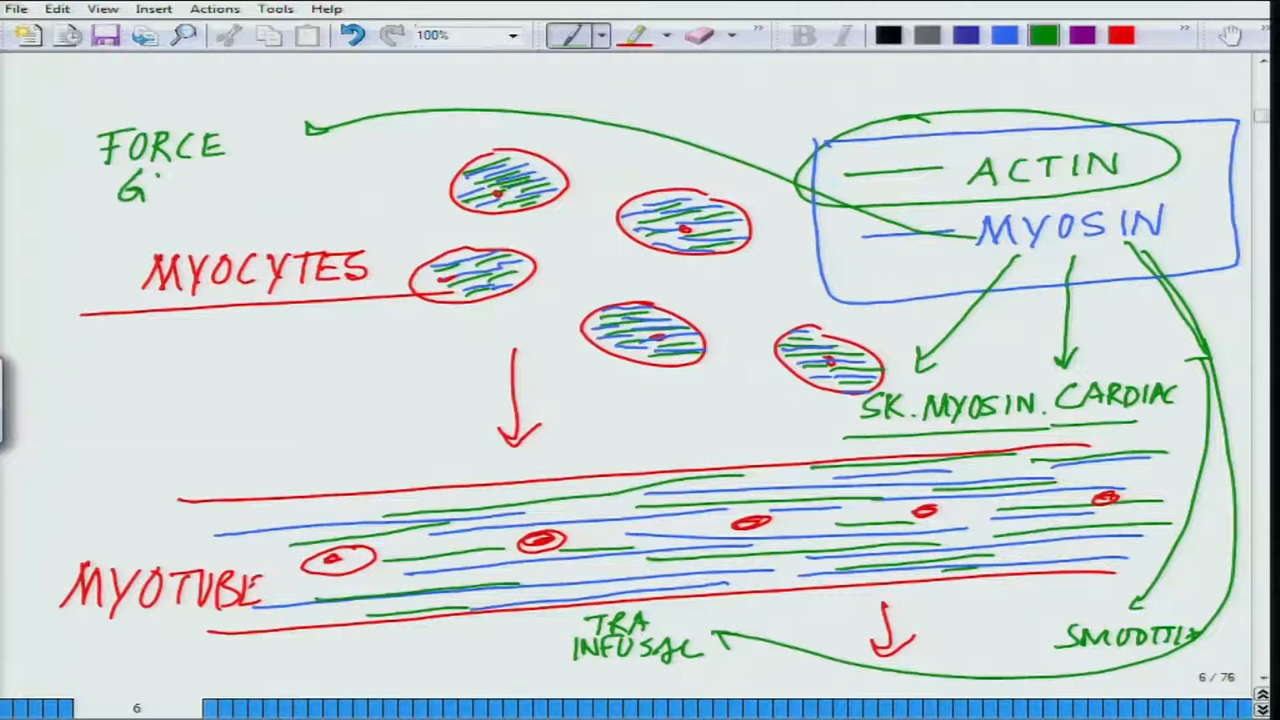 File Edit View Insert Actions Tools Help
100%
FORCE
G
ACTIN
MYOSIN
MYOCYTES
SK. MYOSIN. CARDIAC
MYOTUBE
TRA
SMOOTH
6 / 76
6